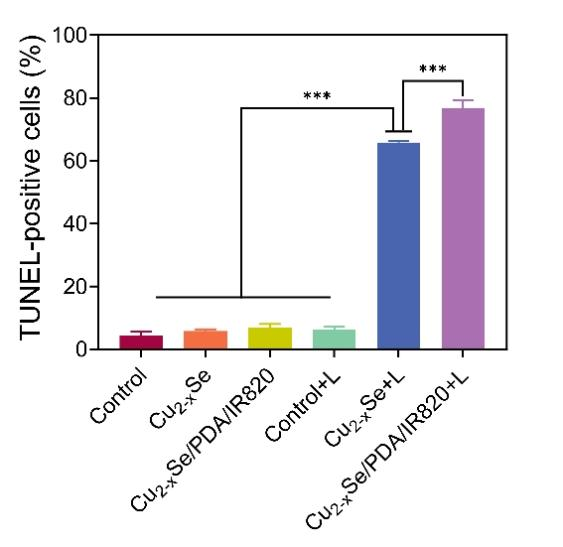 TUNEL-positive cells (%)
100
80
60
40
20
0
***
***
Control
Cu₂₋ₓSe
Cu₂₋ₓSe/PDA/IR820
Control+L
Cu₂₋ₓSe+L
Cu₂₋ₓSe/PDA/IR820+L